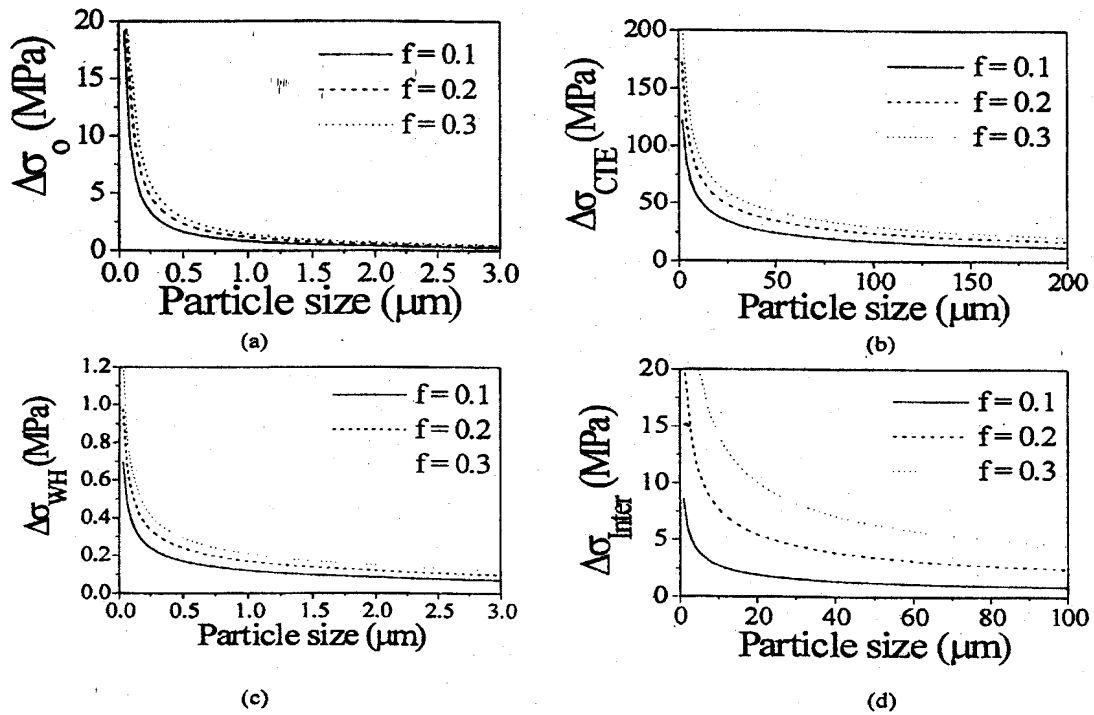 20
15
10
5
0
Δσo (MPa)
f = 0.1
f = 0.2
f = 0.3
0.0 0.5 1.0 1.5 2.0 2.5 3.0
Particle size (μm)
(a)
200
150
100
50
0
ΔσCTE (MPa)
f = 0.1
f = 0.2
f = 0.3
0 50 100 150 200
Particle size (μm)
(b)
1.2
1.0
0.8
0.6
0.4
0.2
0.0
ΔσWH (MPa)
f = 0.1
f = 0.2
f = 0.3
0.0 0.5 1.0 1.5 2.0 2.5 3.0
Particle size (μm)
(c)
20
15
10
5
0
ΔσInter (MPa)
f = 0.1
f = 0.2
f = 0.3
0 20 40 60 80 100
Particle size (μm)
(d)